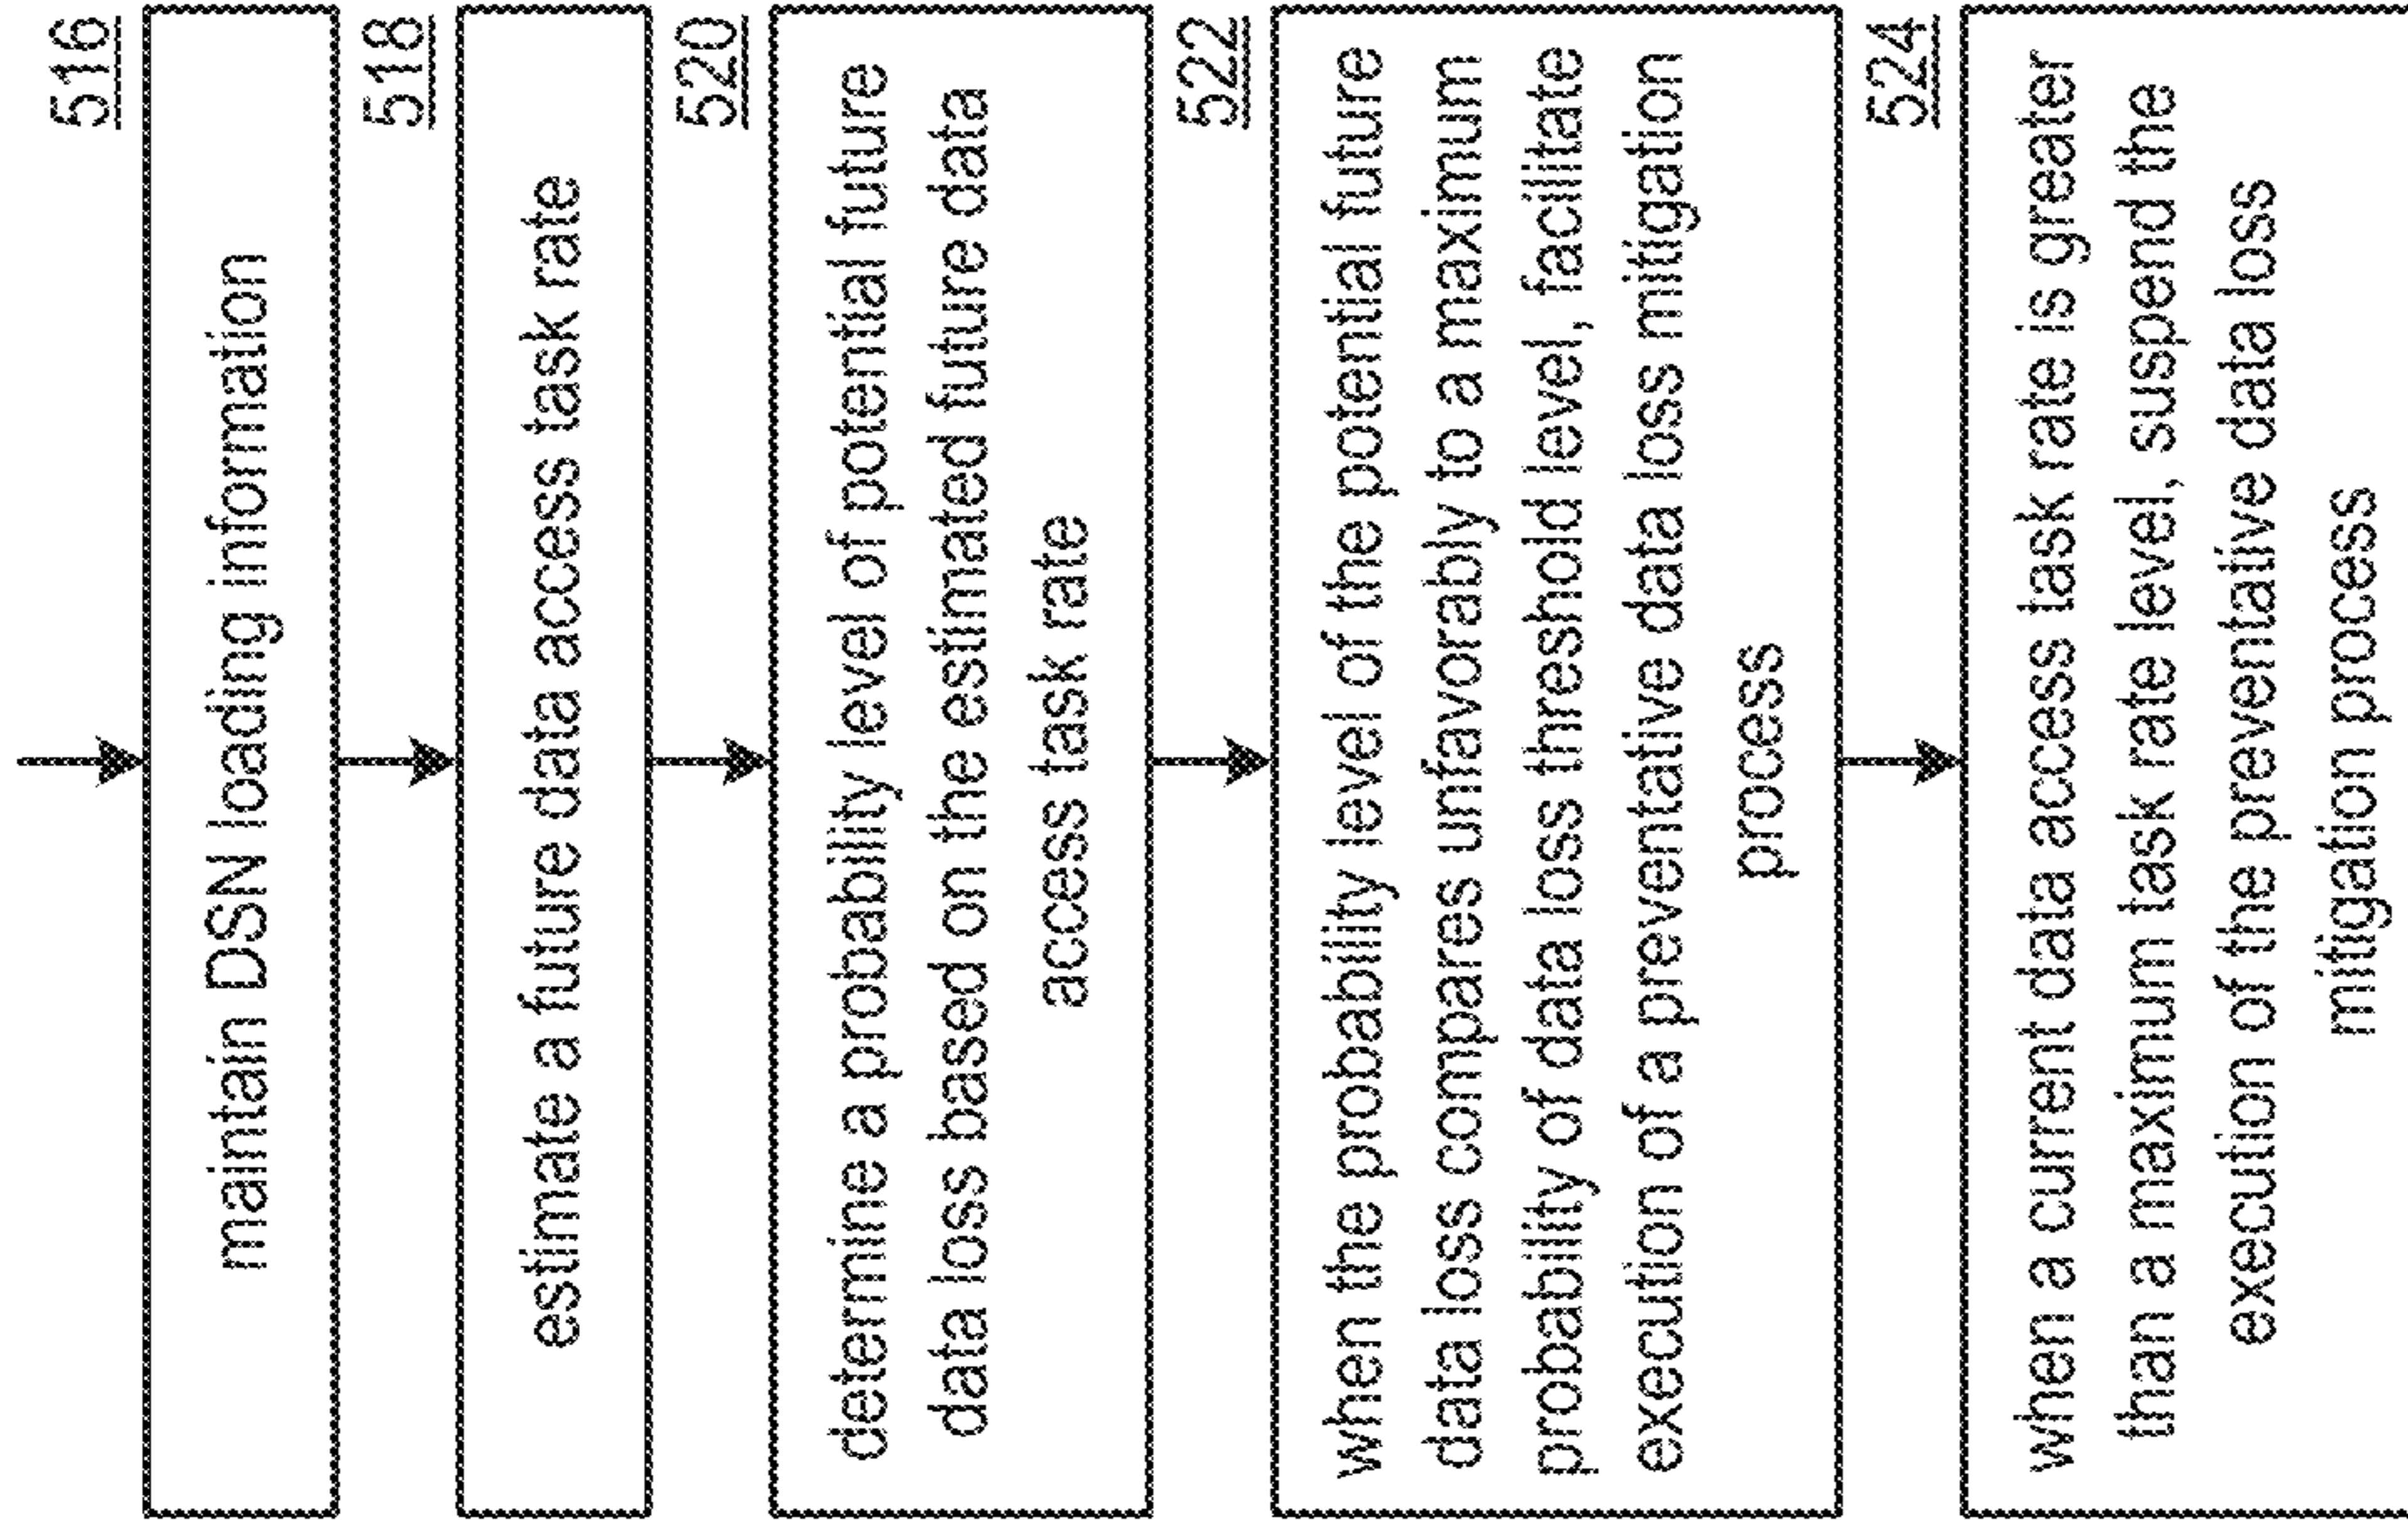 516
maintain DSN loading information
518
estimate a future data access task rate
520
determine a probability level of potential future
data loss based on the estimated future data
access task rate
522
when the probability level of the potential future
data loss compares unfavorably to a maximum
probability of data loss threshold level, facilitate
execution of a preventative data loss mitigation
process
524
when a current data access task rate is greater
than a maximum task rate level, suspend the
execution of the preventative data loss
mitigation process